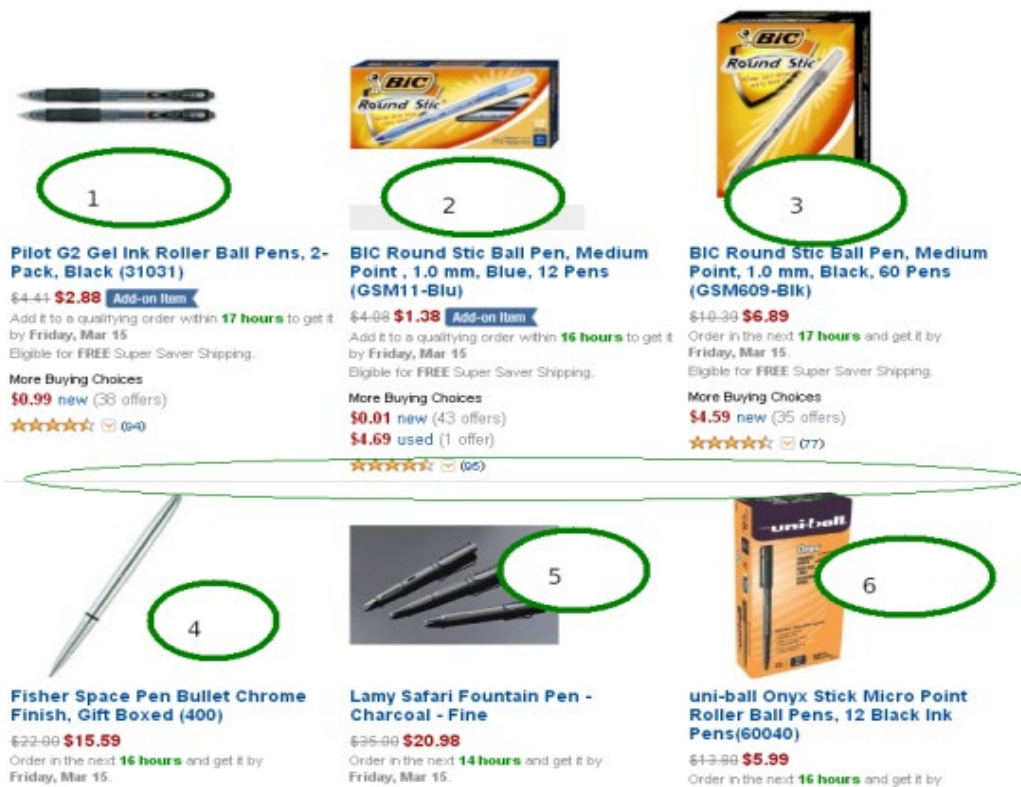 BIC
Round Stic
BIC
Round Stic
1
2
3
Pilot G2 Gel Ink Roller Ball Pens, 2-
Pack, Black (31031)
$4.41 $2.88 Add-on Item
Add it to a qualifying order within 17 hours to get it
by Friday, Mar 15
Eligible for FREE Super Saver Shipping.
More Buying Choices
$0.99 new (38 offers)
(94)
BIC Round Stic Ball Pen, Medium
Point , 1.0 mm, Blue, 12 Pens
(GSM11-Blu)
$4.08 $1.38 Add-on Item
Add it to a qualifying order within 16 hours to get it
by Friday, Mar 15
Eligible for FREE Super Saver Shipping.
More Buying Choices
$0.01 new (43 offers)
$4.69 used (1 offer)
(95)
BIC Round Stic Ball Pen, Medium
Point, 1.0 mm, Black, 60 Pens
(GSM609-Blk)
$10.39 $6.89
Order in the next 17 hours and get it by
Friday, Mar 15.
Eligible for FREE Super Saver Shipping.
More Buying Choices
$4.59 new (35 offers)
(77)
uni-ball
Onyx
4
5
6
Fisher Space Pen Bullet Chrome
Finish, Gift Boxed (400)
$22.00 $15.59
Order in the next 16 hours and get it by
Friday, Mar 15.
Lamy Safari Fountain Pen -
Charcoal - Fine
$35.00 $20.98
Order in the next 14 hours and get it by
Friday, Mar 15.
uni-ball Onyx Stick Micro Point
Roller Ball Pens, 12 Black Ink
Pens(60040)
$13.80 $5.99
Order in the next 16 hours and get it by